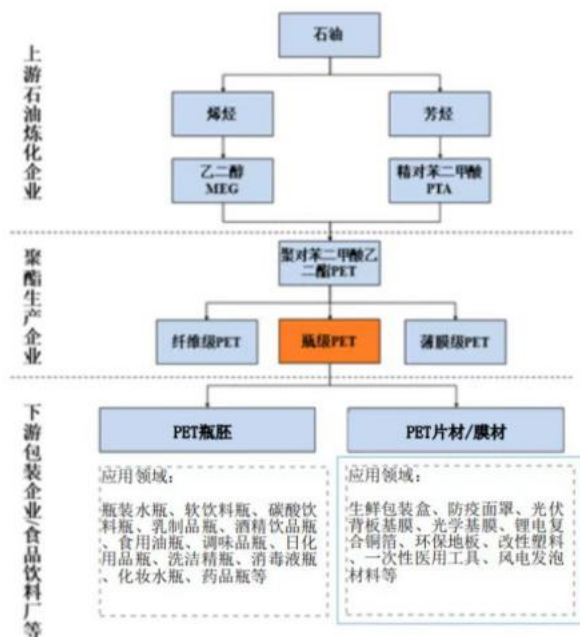 上游石油炼化企业
石油
烯烃
芳烃
乙二醇
MEG
精对苯二甲酸
PTA
聚酯生产企业
聚对苯二甲酸乙
二酯PET
纤维级PET
瓶级PET
薄膜级PET
下游包装企业/食品饮料厂等
PET瓶胚
PET片材/膜材
应用领域：
瓶装水瓶、软饮料瓶、碳酸饮
料瓶、乳制品瓶、酒精饮品瓶
、食用油瓶、调味品瓶、日化
用品瓶、洗洁精瓶、消毒液瓶
、化妆水瓶、药品瓶等
应用领域：
生鲜包装盒、防疫面罩、光伏
背板基膜、光学基膜、锂电复
合铜箔、环保地板、改性塑料
、一次性医用工具、风电发泡
材料等